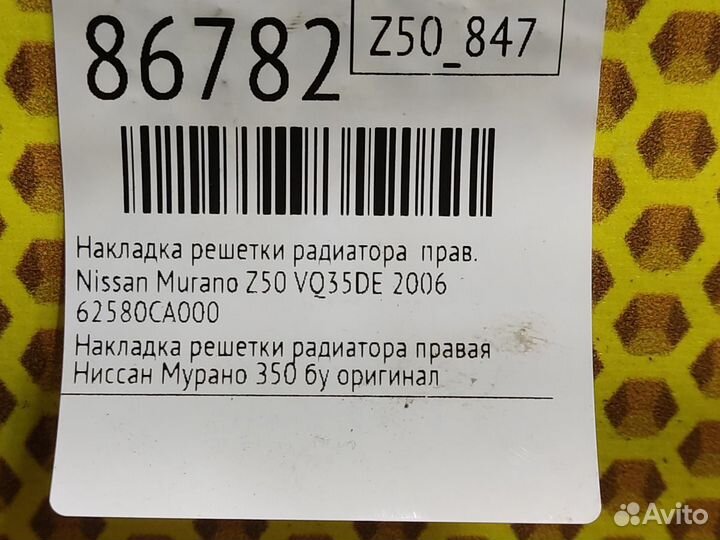 86782
Z50_847
Накладка решетки радиатора прав.
Nissan Murano Z50 VQ35DE 2006
62580CA000
Накладка решетки радиатора правая
Ниссан Мурано 350 бу оригинал
Avito